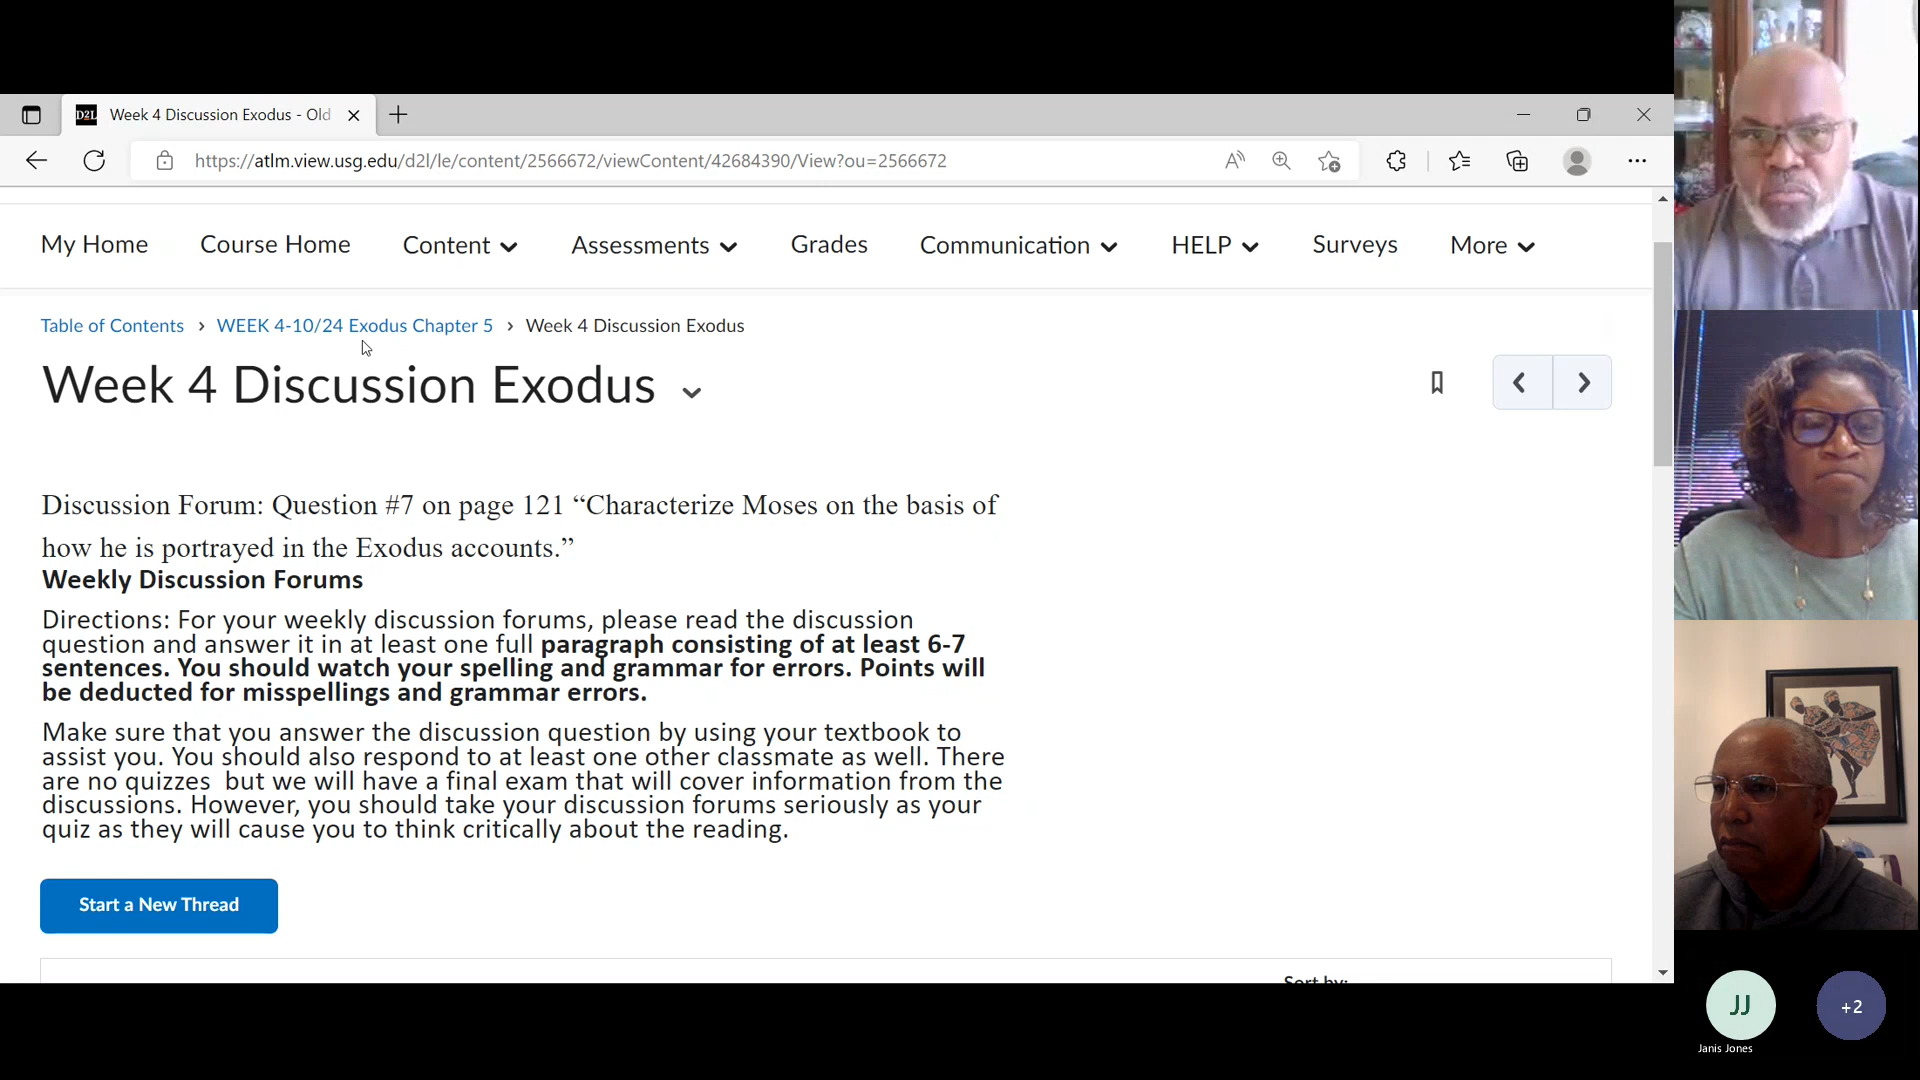 D2L Week 4 Discussion Exodus - Old
https://atlm.view.usg.edu/d2l/le/content/2566672/viewContent/42684390/View?ou=2566672
My Home Course Home Content Assessments Grades Communication HELP Surveys More
Table of Contents › WEEK 4-10/24 Exodus Chapter 5 › Week 4 Discussion Exodus
Week 4 Discussion Exodus
Discussion Forum: Question #7 on page 121 “Characterize Moses on the basis of
how he is portrayed in the Exodus accounts.”
Weekly Discussion Forums
Directions: For your weekly discussion forums, please read the discussion
question and answer it in at least one full paragraph consisting of at least 6-7
sentences. You should watch your spelling and grammar for errors. Points will
be deducted for misspellings and grammar errors.
Make sure that you answer the discussion question by using your textbook to
assist you. You should also respond to at least one other classmate as well. There
are no quizzes but we will have a final exam that will cover information from the
discussions. However, you should take your discussion forums seriously as your
quiz as they will cause you to think critically about the reading.
Start a New Thread
Sort by:
JJ
+2
Janis Jones